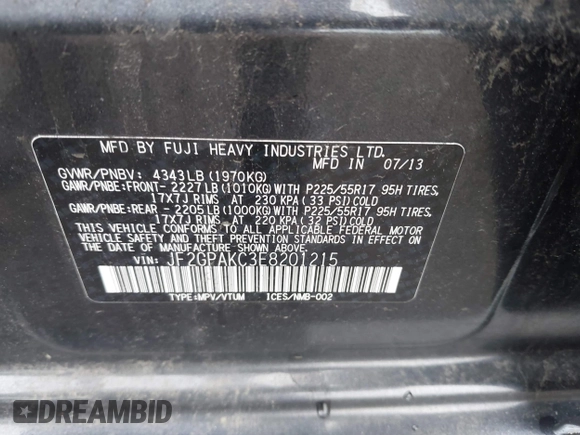 MFD BY FUJI HEAVY INDUSTRIES LTD.
MFD IN 07/13
GVWR/PNBV: 4343LB (1970KG)
GAWR/PNBE:FRONT- 2227LB (1010KG) WITH P225/55R17 95H TIRES,
17X7J RIMS AT 230 KPA (33 PSI) COLD
GAWR/PNBE:REAR - 2205LB (1000KG) WITH P225/55R17 95H TIRES,
17X7J RIMS AT 220 KPA (32 PSI) COLD
THIS VEHICLE CONFORMS TO ALL APPLICABLE FEDERAL MOTOR
VEHICLE SAFETY, BUMPER, AND THEFT PREVENTION STANDARDS
IN EFFECT ON THE DATE OF MANUFACTURE SHOWN ABOVE.
VIN: JF2GPAKC3E8201215
TYPE:MPV/VTUM ICES/NMB-002
DREAMBID